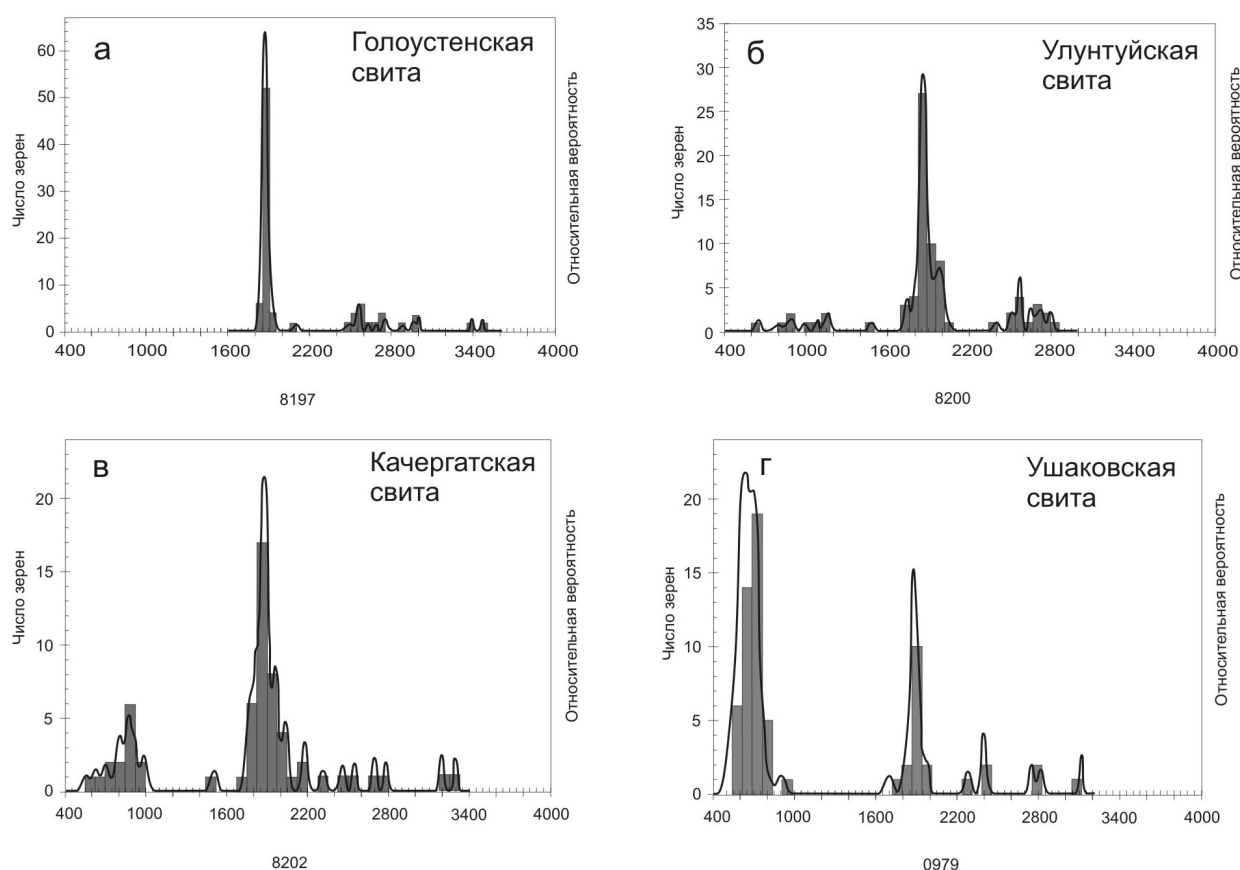 а
Голоустенская
свита
Число зерен
Относительная вероятность
60
50
40
30
20
10
0
400 1000 1600 2200 2800 3400 4000
8197
б
Улунтуйская
свита
Число зерен
Относительная вероятность
35
30
25
20
15
10
5
0
400 1000 1600 2200 2800 3400 4000
8200
в
Качергатская
свита
Число зерен
Относительная вероятность
20
15
10
5
0
400 1000 1600 2200 2800 3400 4000
8202
г
Ушаковская
свита
Число зерен
Относительная вероятность
20
15
10
5
0
400 1000 1600 2200 2800 3400 4000
0979